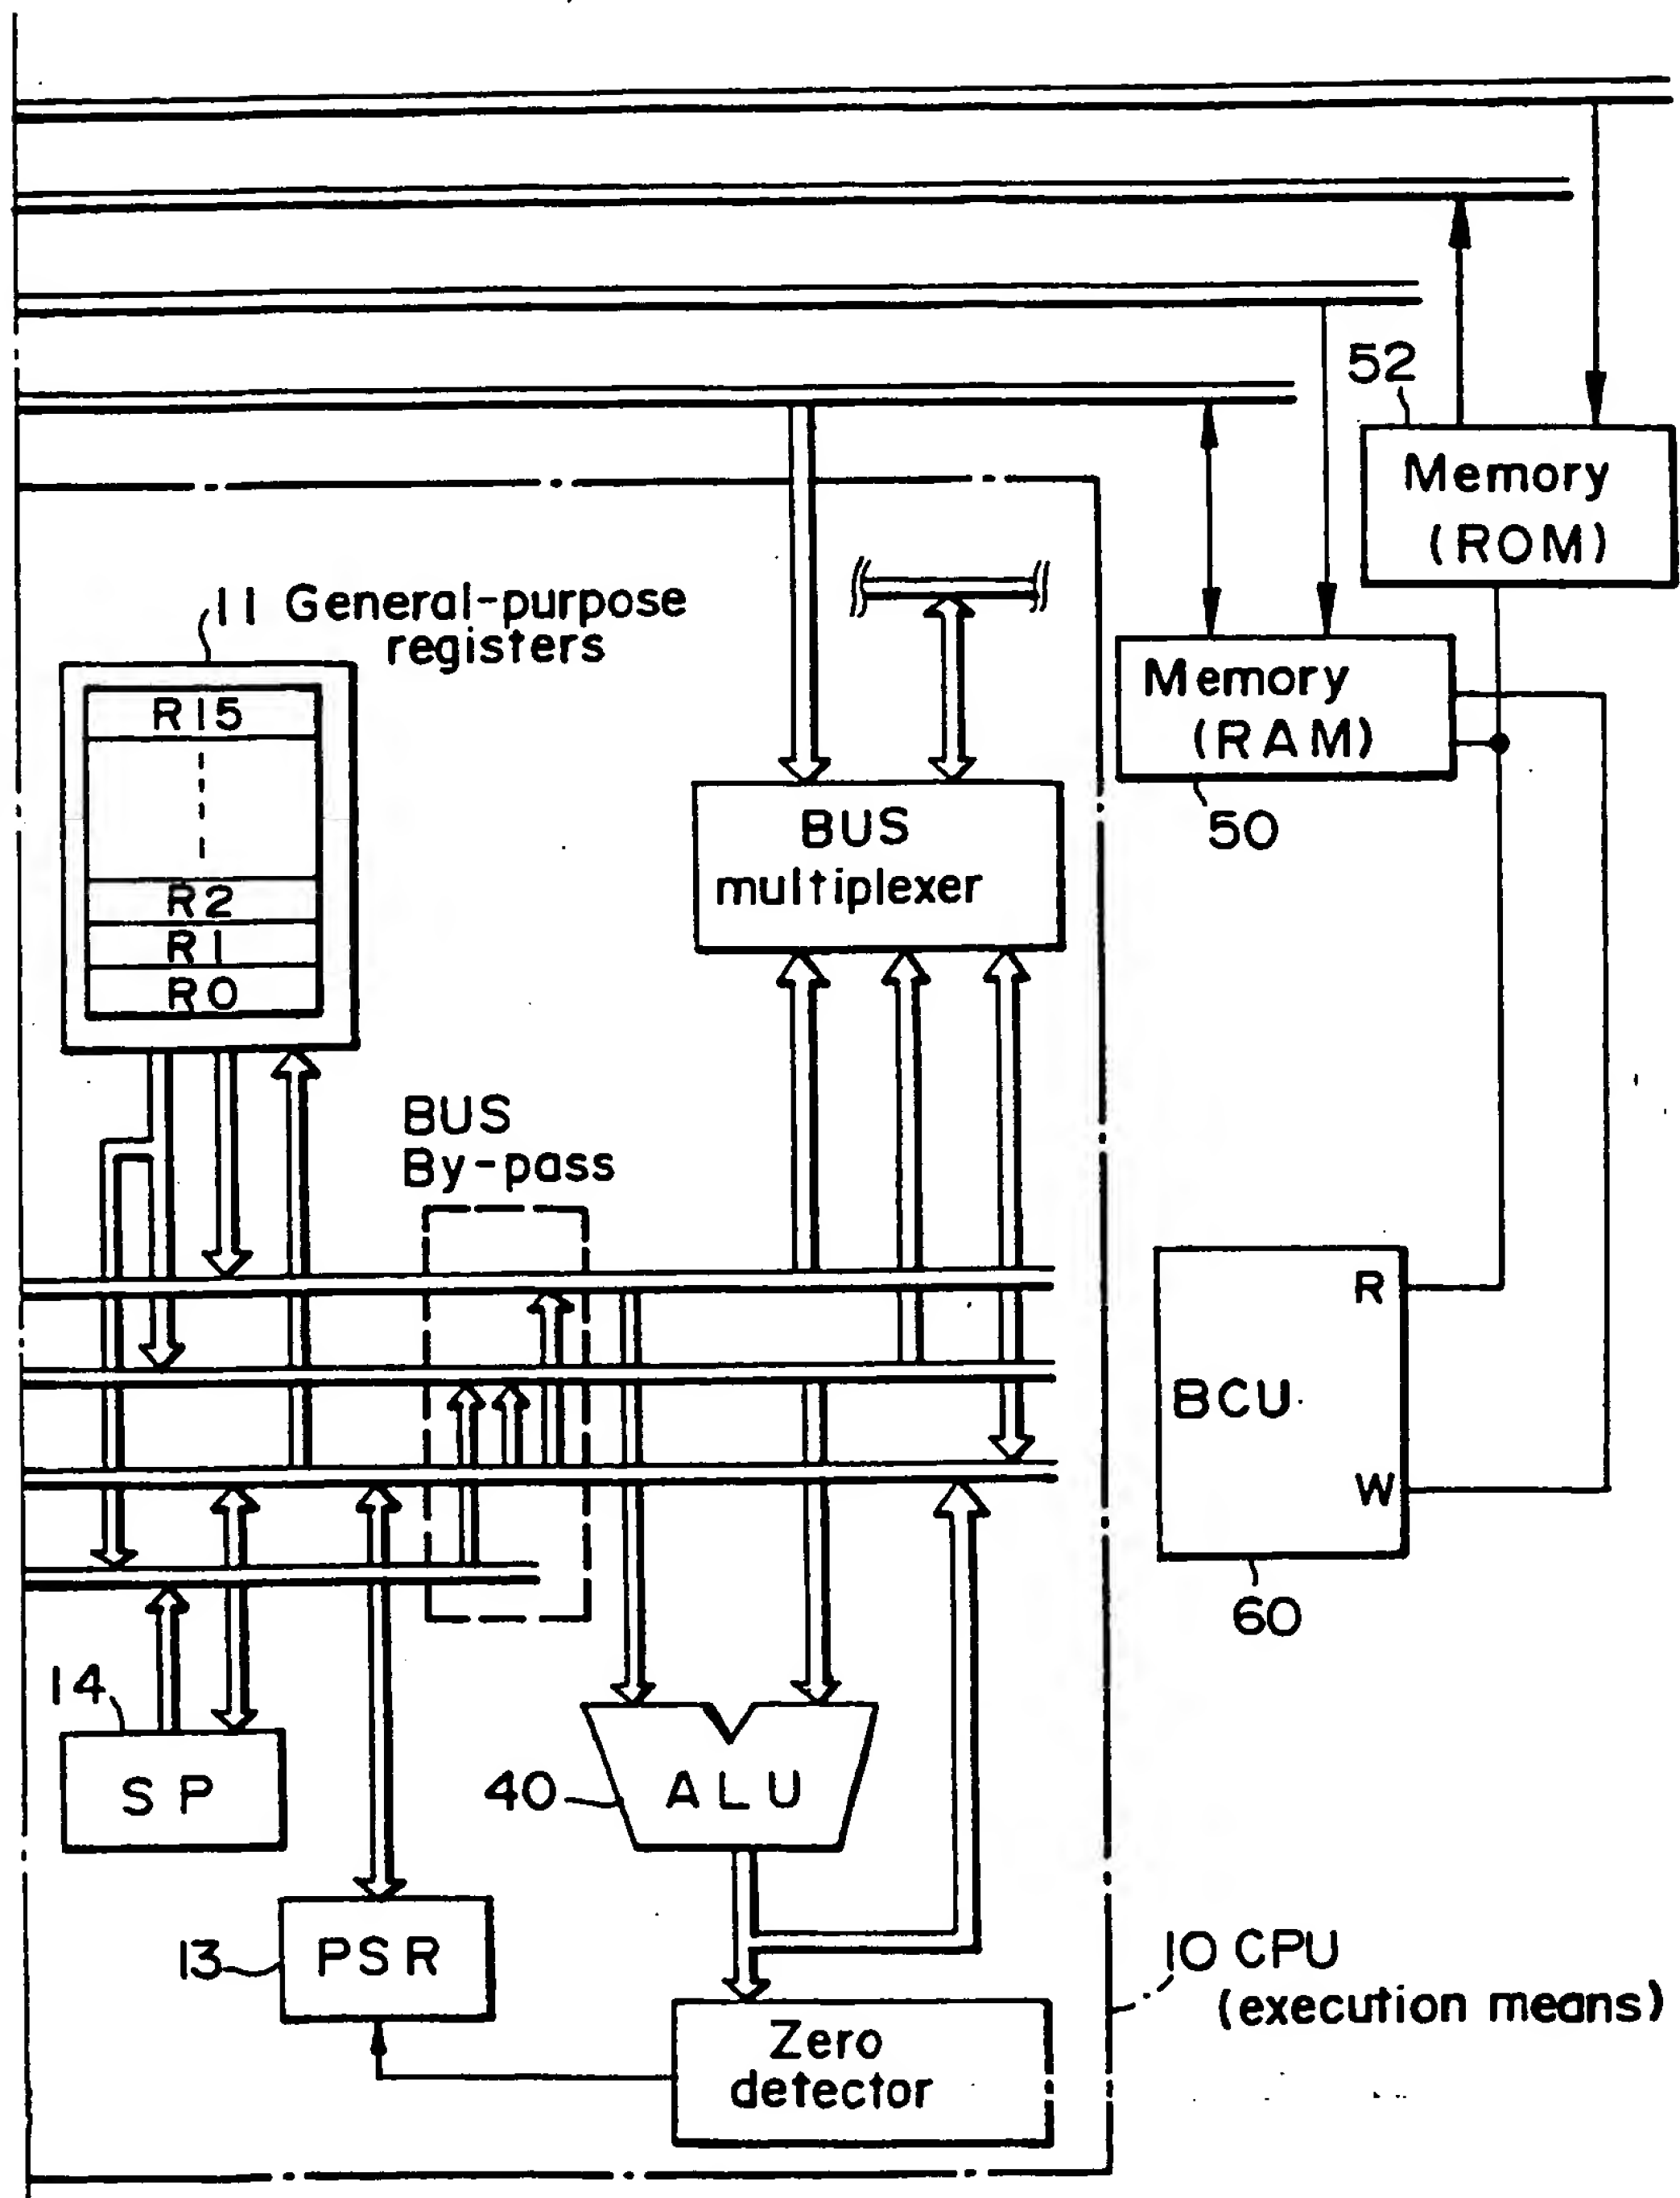 52
Memory
(ROM)
11 General-purpose
registers
R15
R2
R1
R0
Memory
(RAM)
50
BUS
multiplexer
BUS
By-pass
R
BCU
W
60
14
SP
40
ALU
13
PSR
10 CPU
(execution means)
Zero
detector